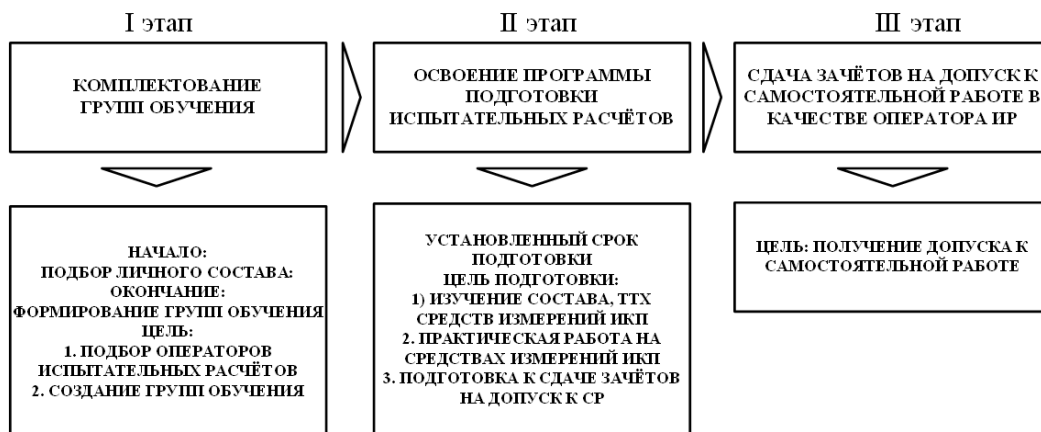 I этап
КОМПЛЕКТОВАНИЕ
ГРУПП ОБУЧЕНИЯ
НАЧАЛО:
ПОДБОР ЛИЧНОГО СОСТАВА:
ОКОНЧАНИЕ:
ФОРМИРОВАНИЕ ГРУПП ОБУЧЕНИЯ
ЦЕЛЬ:
1. ПОДБОР ОПЕРАТОРОВ
ИСПЫТАТЕЛЬНЫХ РАСЧЁТОВ
2. СОЗДАНИЕ ГРУПП ОБУЧЕНИЯ
II этап
ОСВОЕНИЕ ПРОГРАММЫ
ПОДГОТОВКИ
ИСПЫТАТЕЛЬНЫХ РАСЧЁТОВ
УСТАНОВЛЕННЫЙ СРОК
ПОДГОТОВКИ
ЦЕЛЬ ПОДГОТОВКИ:
1) ИЗУЧЕНИЕ СОСТАВА, ТТХ
СРЕДСТВ ИЗМЕРЕНИЙ ИКП
2. ПРАКТИЧЕСКАЯ РАБОТА НА
СРЕДСТВАХ ИЗМЕРЕНИЙ ИКП
3. ПОДГОТОВКА К СДАЧЕ ЗАЧЁТОВ
НА ДОПУСК К СР
III этап
СДАЧА ЗАЧЁТОВ НА ДОПУСК К
САМОСТОЯТЕЛЬНОЙ РАБОТЕ В
КАЧЕСТВЕ ОПЕРАТОРА ИР
ЦЕЛЬ: ПОЛУЧЕНИЕ ДОПУСКА К
САМОСТОЯТЕЛЬНОЙ РАБОТЕ